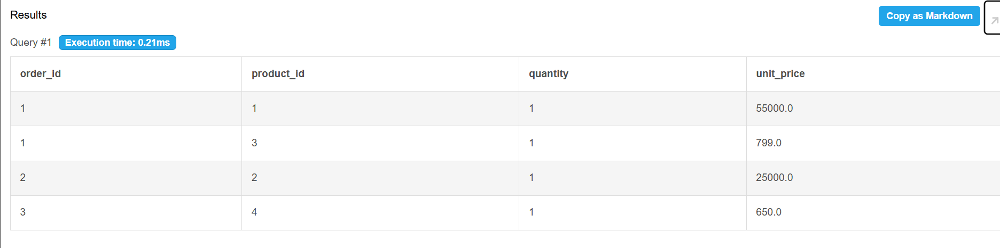 Results
Copy as Markdown
Query #1 Execution time: 0.21ms
order_id product_id quantity unit_price
1 1 1 55000.0
1 3 1 799.0
2 2 1 25000.0
3 4 1 650.0